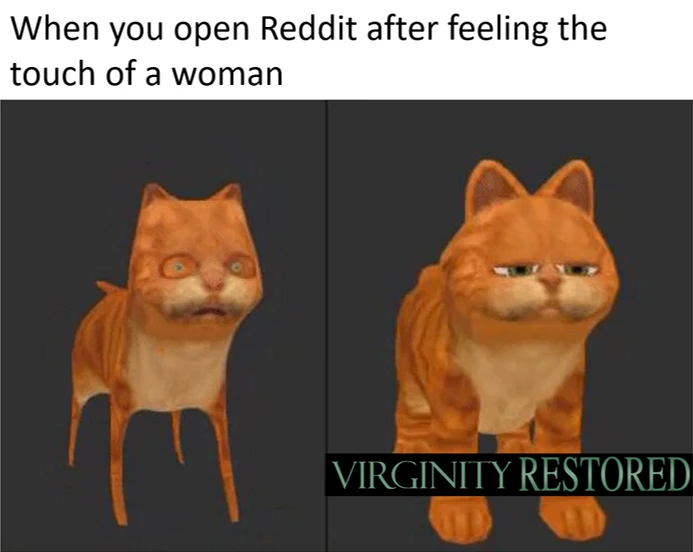 When you open Reddit after feeling the
touch of a woman
VIRGINITY RESTORED